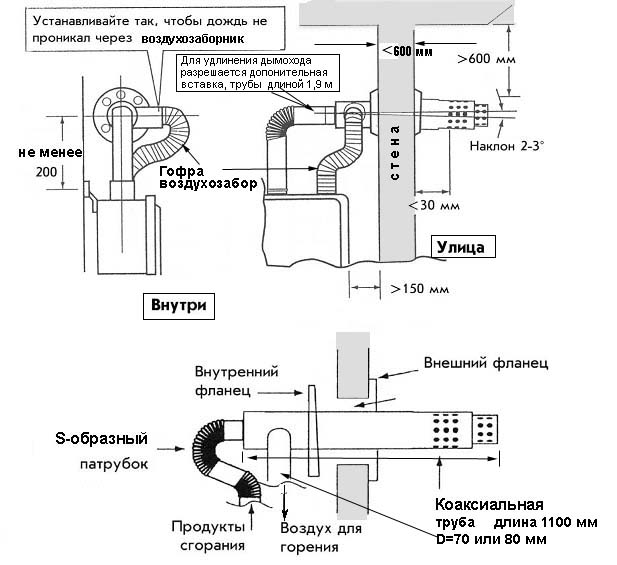 Устанавливайте так, чтобы дождь не
проникал через воздухозаборник
Для удлинения дымохода
разрешается допонительная
вставка, трубы длиной 1,9 м
<600 мм
>600 мм
Наклон 2-3°
не менее
200
Гофра
воздухозабор
стена
<30 мм
Улица
>150 мм
Внутри
Внутренний
фланец
Внешний фланец
S-образный
патрубок
Продукты
сгорания
Воздух для
горения
Коаксиальная
труба длина 1100 мм
D=70 или 80 мм